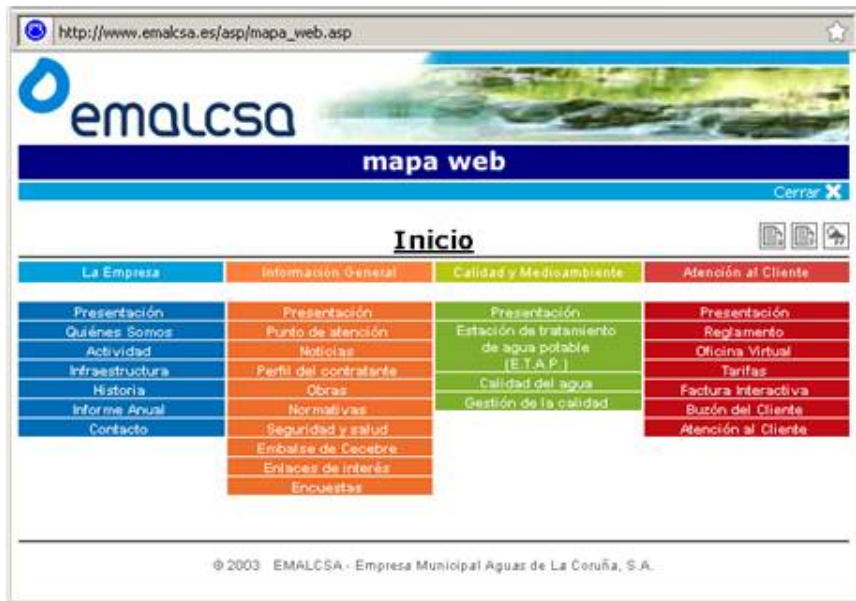 http://www.emalcsa.es/asp/mapa_web.asp
emalcsa
mapa web
Cerrar
Inicio
La Empresa
Presentación
Quiénes Somos
Actividad
Infraestructura
Historia
Informe Anual
Contacto
Información General
Presentación
Punto de atención
Noticias
Perfil del contratante
Obras
Normativas
Seguridad y salud
Embalse de Cecebre
Enlaces de interés
Encuestas
Calidad y Medioambiente
Presentación
Estación de tratamiento
de agua potable
(E.T.A.P.)
Calidad del agua
Gestión de la calidad
Atención al Cliente
Presentación
Reglamento
Oficina Virtual
Tarifas
Factura Interactiva
Buzón del Cliente
Atención al Cliente
© 2003 EMALCSA - Empresa Municipal Aguas de La Coruña, S.A.